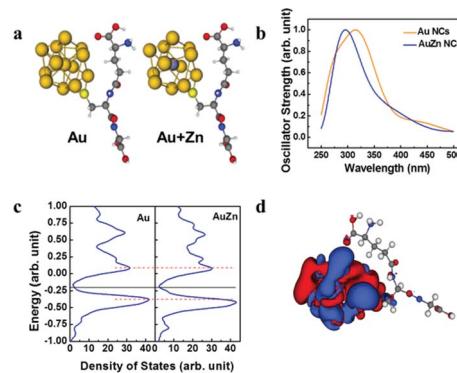 a
Au
Au+Zn
b
Oscillator Strength (arb. unit)
1.0
0.8
0.6
0.4
0.2
0.0
Au NCs
AuZn NC
250 300 350 400 450 500
Wavelength (nm)
c
Energy (arb. unit)
1.00
0.75
0.50
0.25
0.00
-0.25
-0.50
-0.75
-1.00
Au
AuZn
0 10 20 30 40 0 10 20 30 40
Density of States (arb. unit)
d